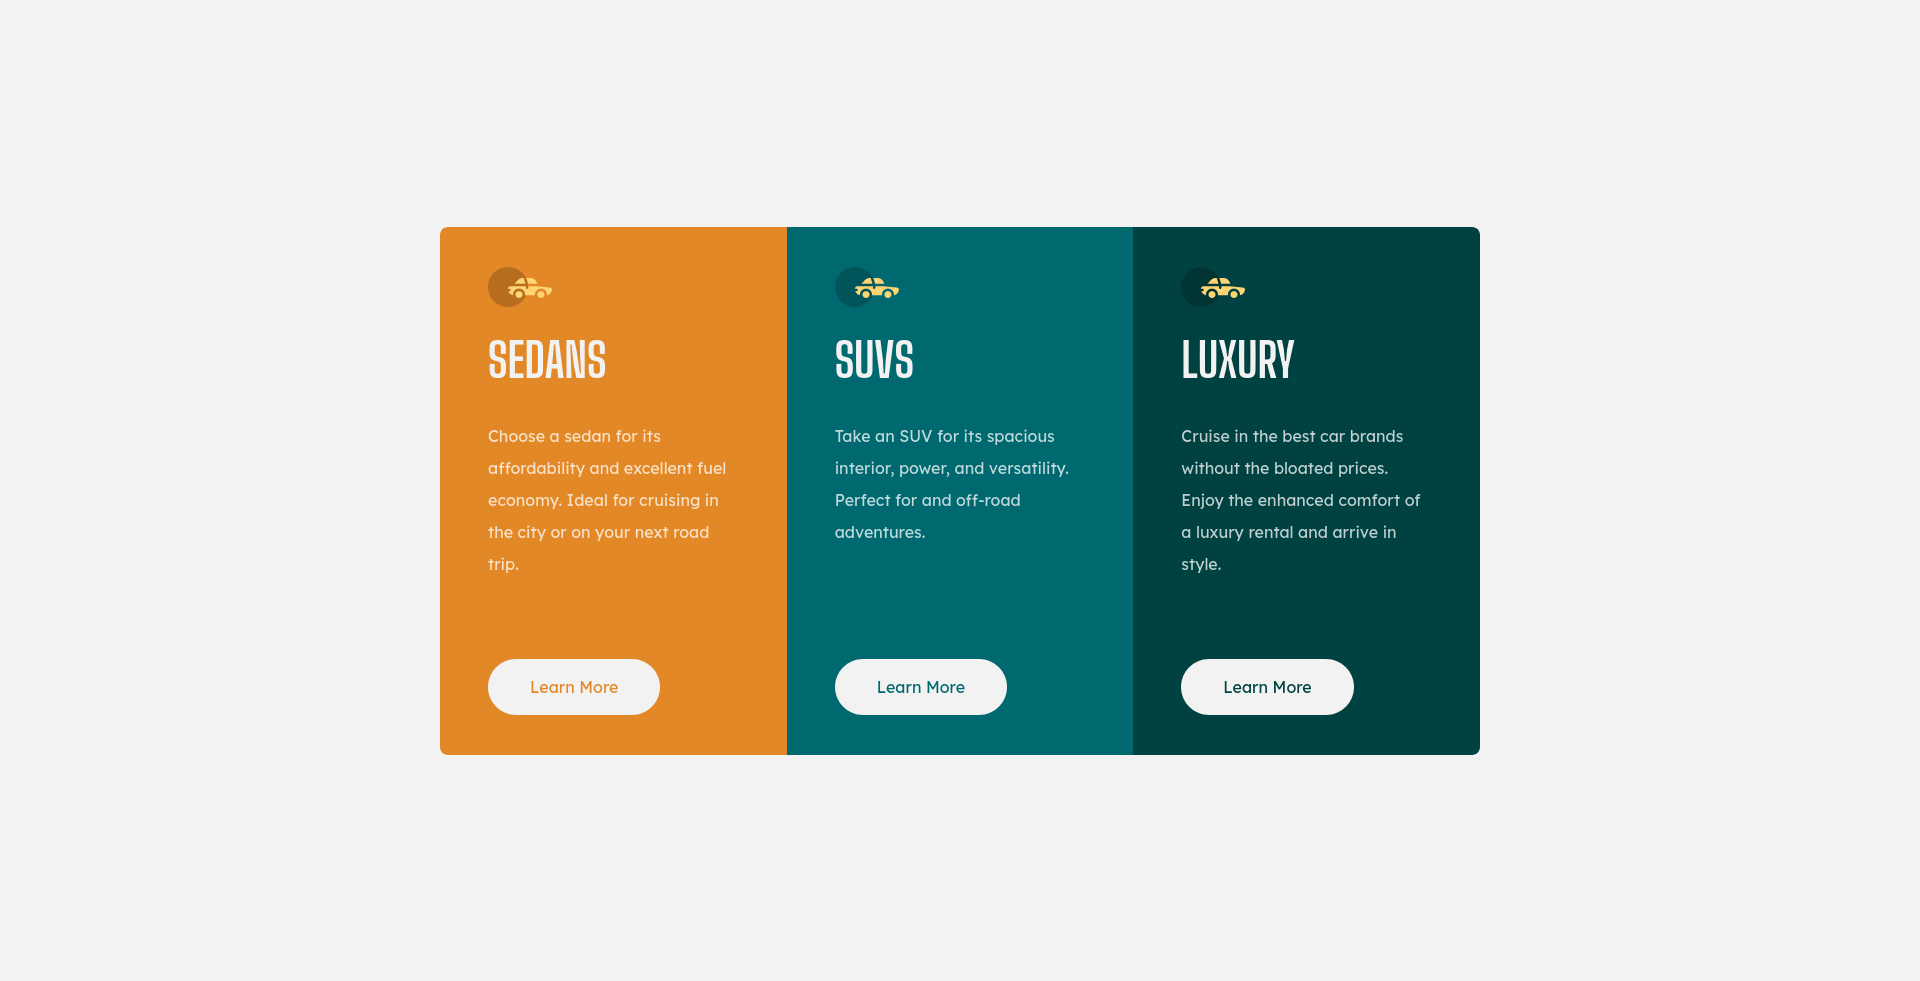 SEDANS
Choose a sedan for its
affordability and excellent fuel
economy. Ideal for cruising in
the city or on your next road
trip.
Learn More
SUVS
Take an SUV for its spacious
interior, power, and versatility.
Perfect for and off-road
adventures.
Learn More
LUXURY
Cruise in the best car brands
without the bloated prices.
Enjoy the enhanced comfort of
a luxury rental and arrive in
style.
Learn More